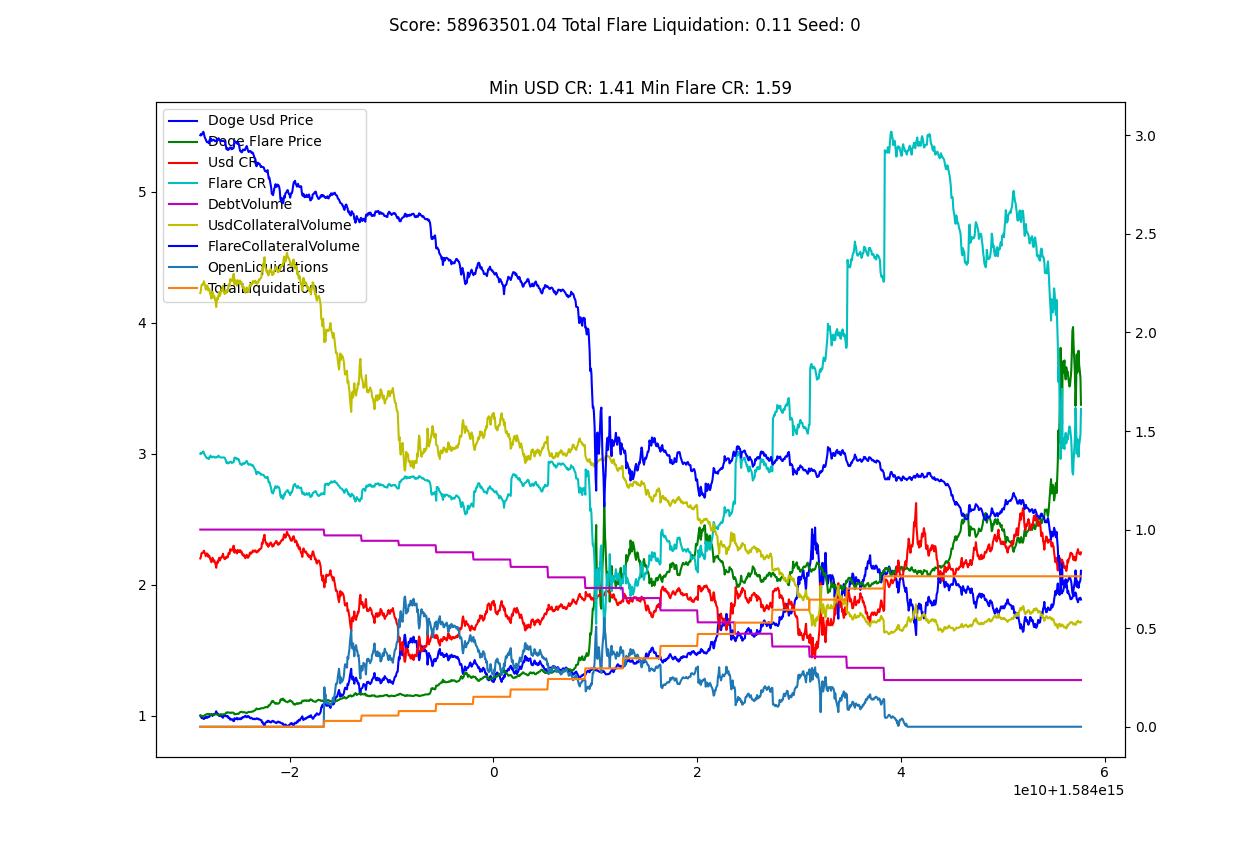 Score: 58963501.04 Total Flare Liquidation: 0.11 Seed: 0
Min USD CR: 1.41 Min Flare CR: 1.59
Doge Usd Price
Doge Flare Price
Usd CR
Flare CR
DebtVolume
UsdCollateralVolume
FlareCollateralVolume
OpenLiquidations
TotalLiquidations
5
4
3
2
1
3.0
2.5
2.0
1.5
1.0
0.5
0.0
−2
0
2
4
6
1e10+1.584e15